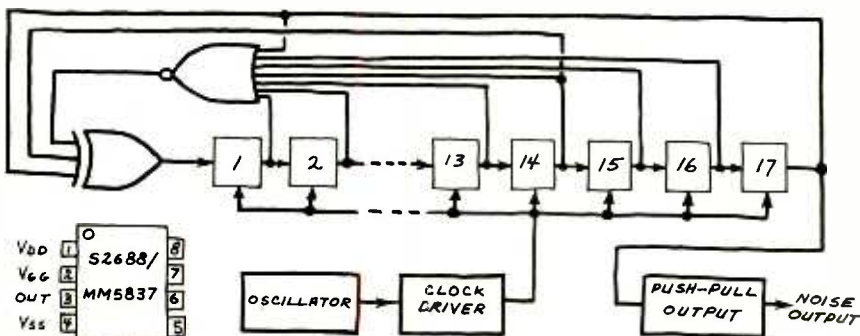 1 2 13 14 15 16 17
VDD 1 S2688/ 8
VGG 2 MM5837 7
OUT 3 6
VSS 4 5
OSCILLATOR
CLOCK
DRIVER
PUSH-PULL
OUTPUT
NOISE
OUTPUT